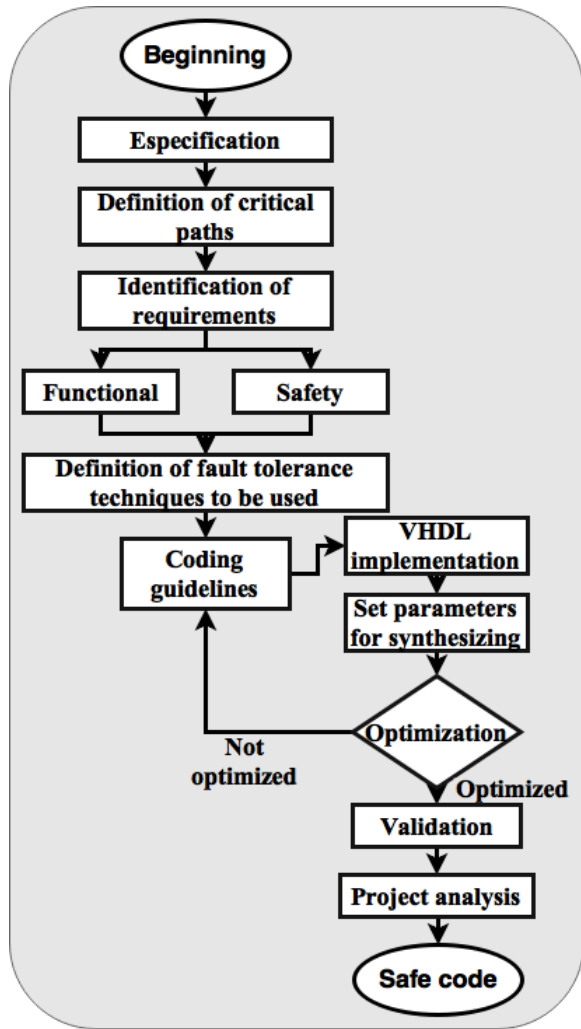 Beginning
Especification
Definition of critical
paths
Identification of
requirements
Functional
Safety
Definition of fault tolerance
techniques to be used
Coding
guidelines
VHDL
implementation
Set parameters
for synthesizing
Optimization
Not
optimized
Optimized
Validation
Project analysis
Safe code